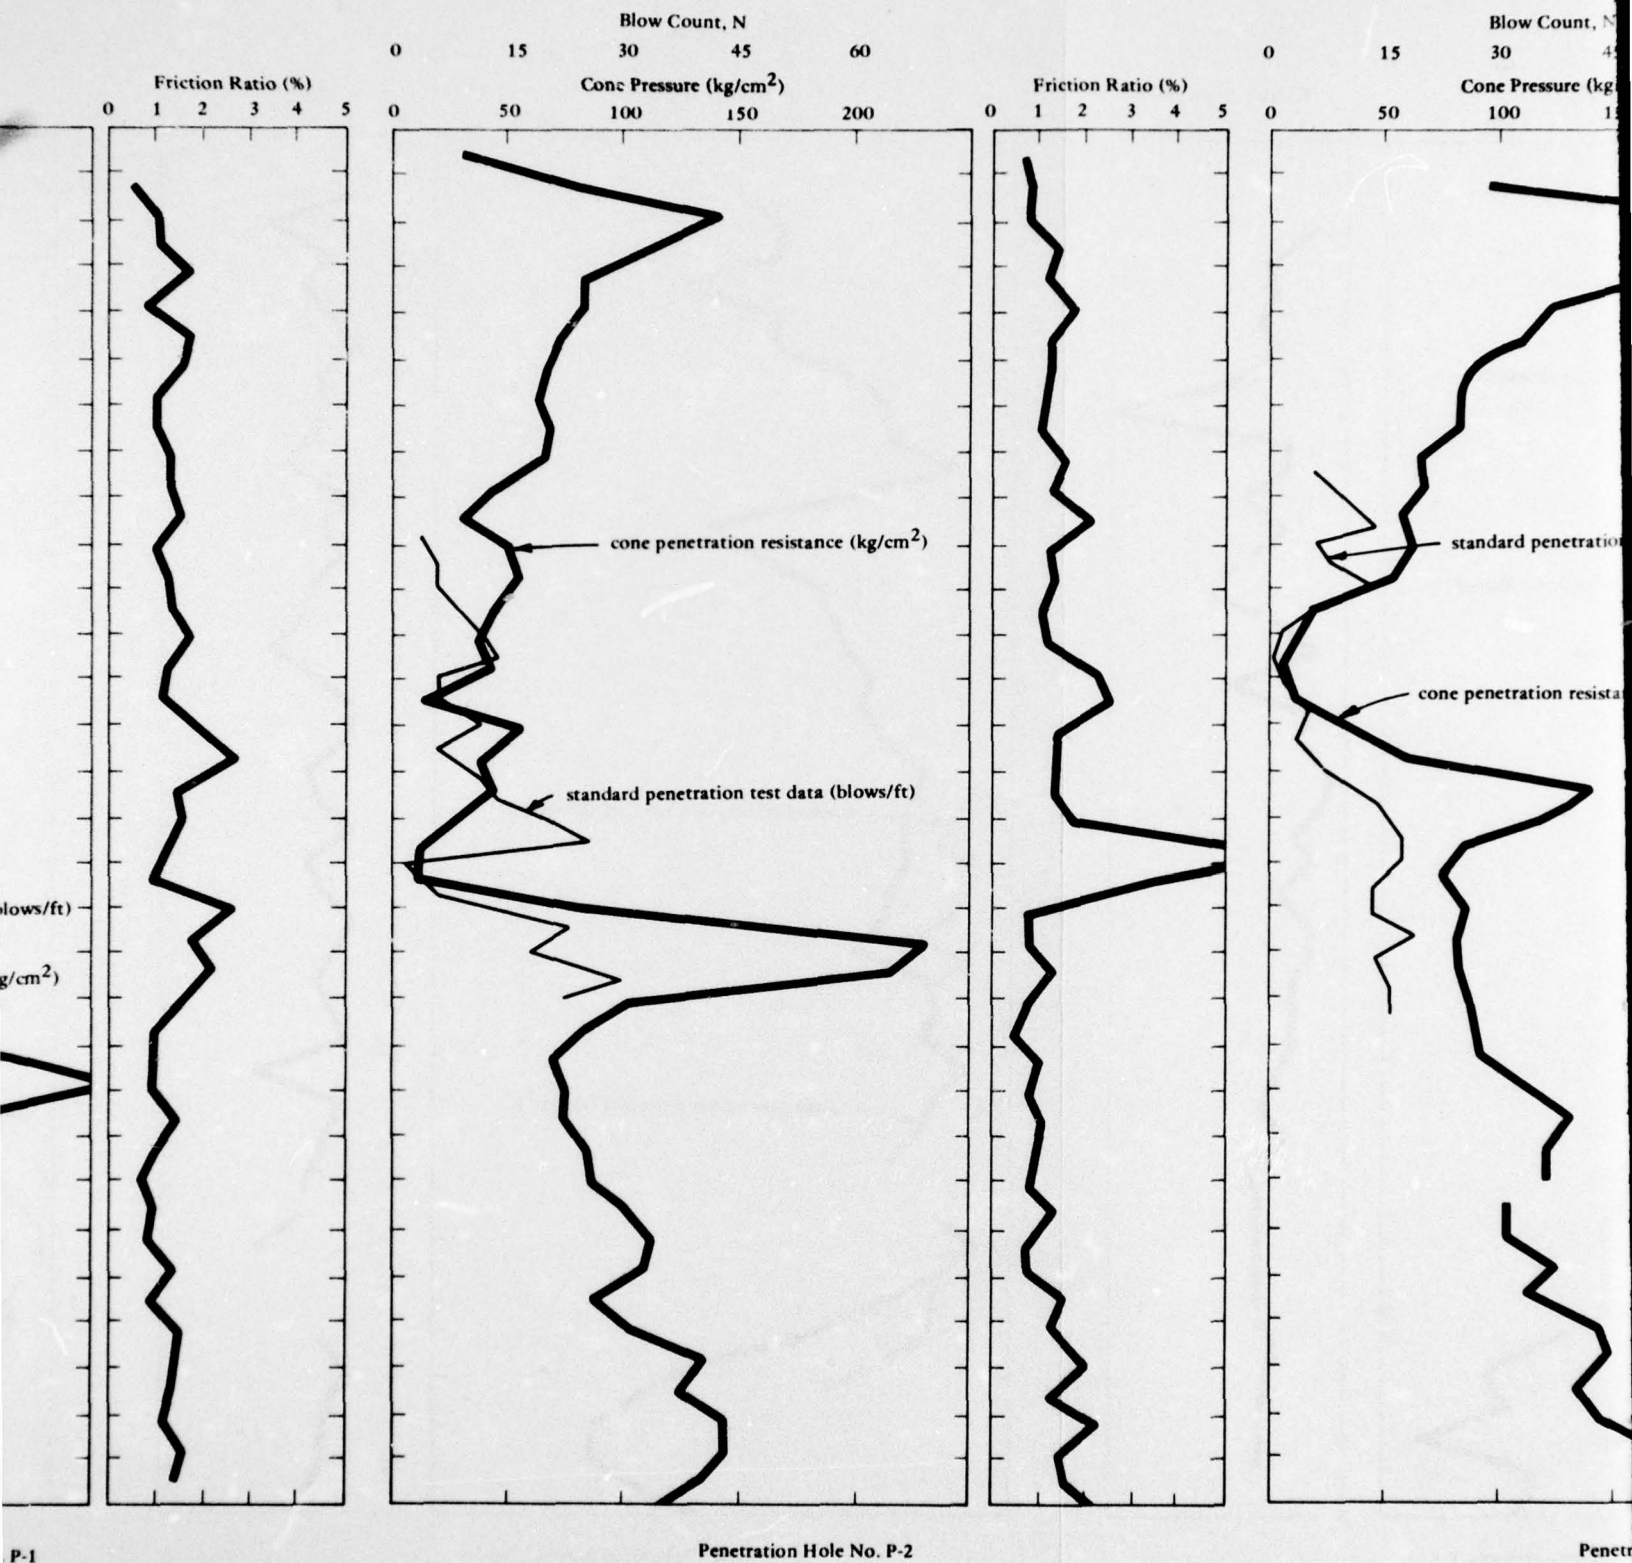 Blow Count, N
0 15 30 45 60
Friction Ratio (%)
Cone Pressure (kg/cm2)
0 1 2 3 4 5
0 50 100 150 200
Friction Ratio (%)
0 1 2 3 4 5
Blow Count, N
0 15 30
Cone Pressure (kg
0 50 100
cone penetration resistance (kg/cm2)
standard penetration test data (blows/ft)
lows/ft)
g/cm2)
standard penetration
cone penetration resista
P-1
Penetration Hole No. P-2
Penetr